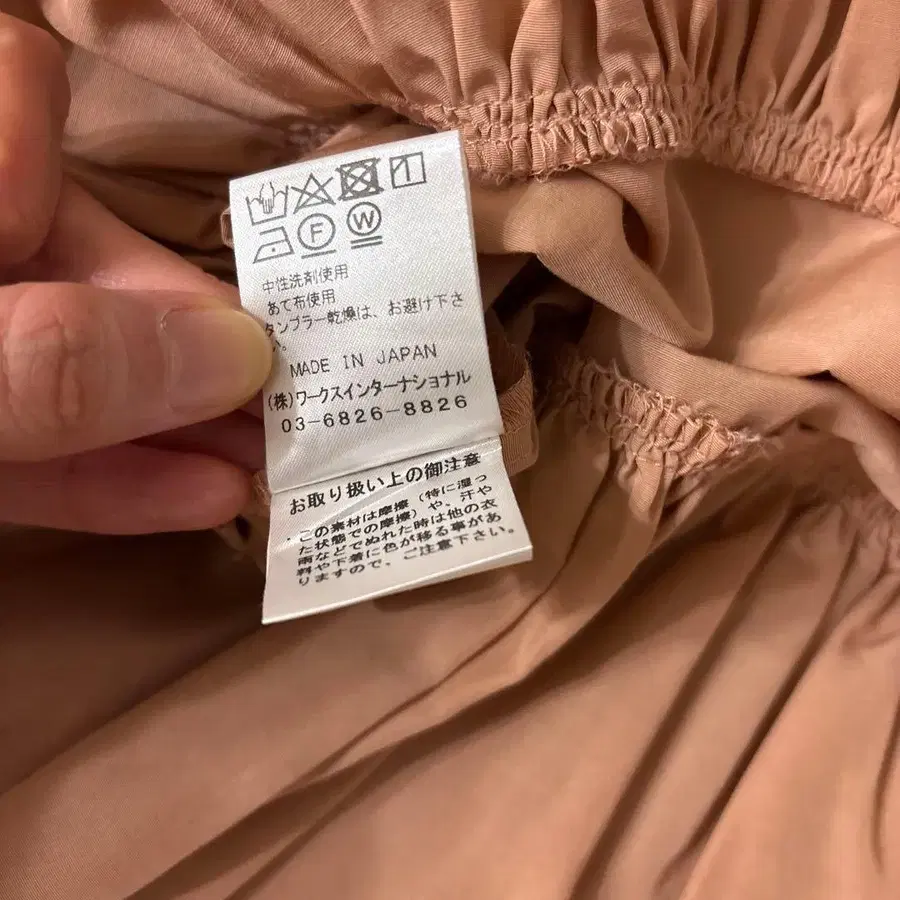 F W
中性洗剤使用
あて布使用
タンブラー乾燥は、お避け下さ
い。
MADE IN JAPAN
(株)ワークスインターナショナル
03-6826-8826
お取り扱い上の御注意
・この素材は摩擦(特に湿っ
た状態での摩擦)や、汗や
雨などでぬれた時は他の衣
料や下着に色が移る事があ
りますので、ご注意下さい。